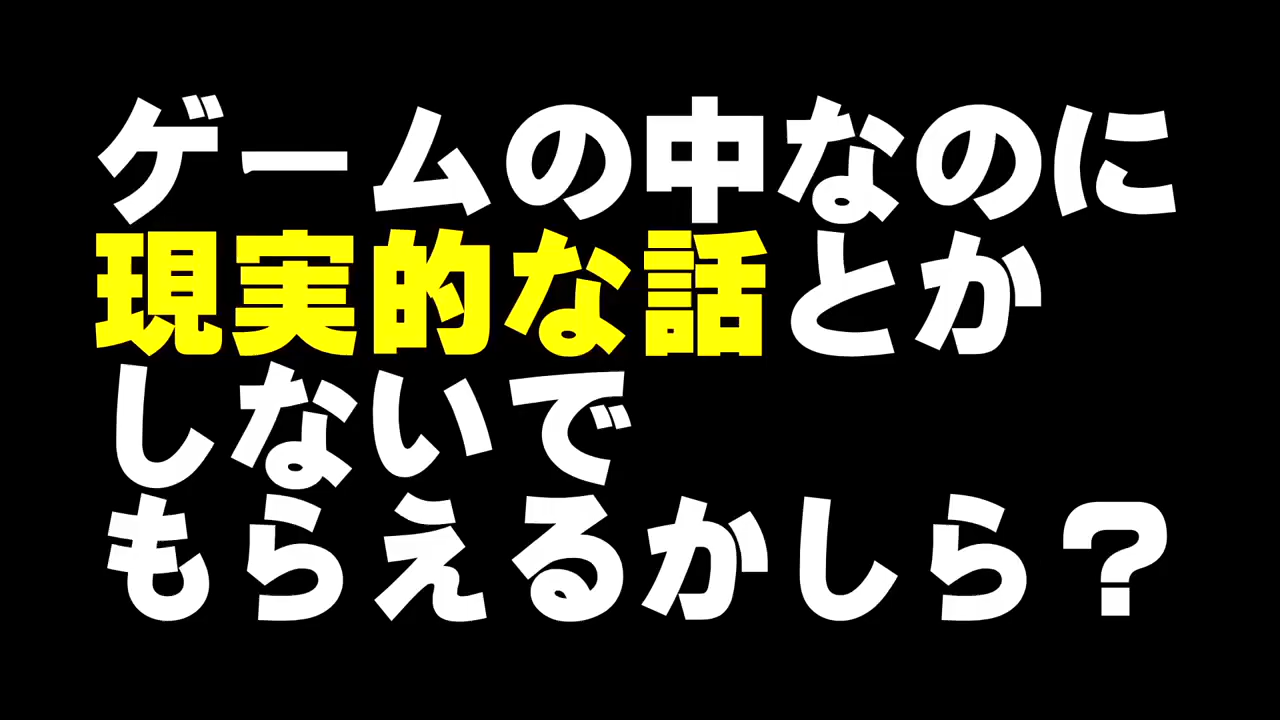 ゲームの中なのに
現実的な話とか
しないで
もらえるかしら？